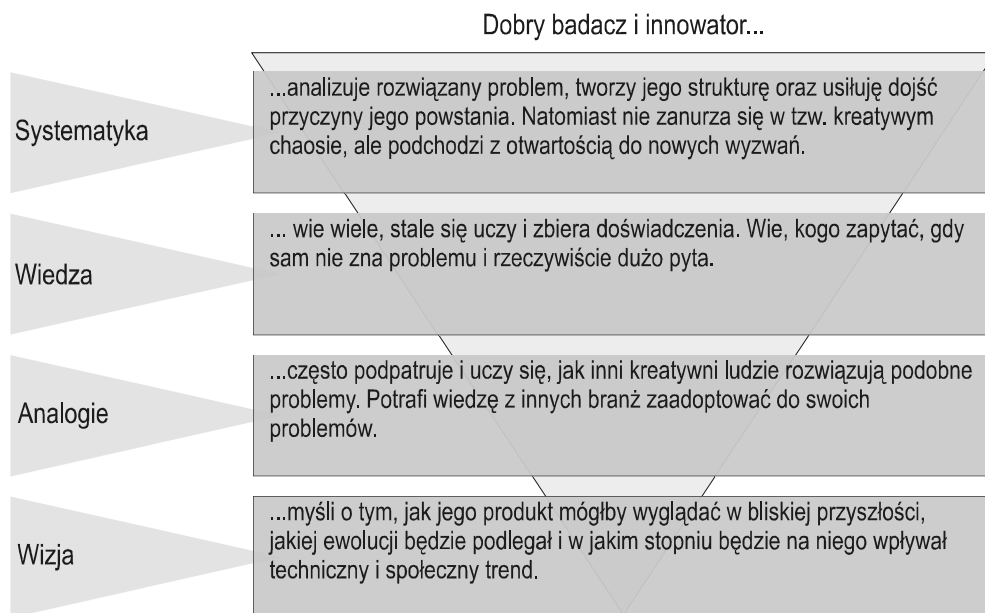 Dobry badacz i innowator...
Systematyka
...analizuje rozwiązany problem, tworzy jego strukturę oraz usiłuję dojść
przyczyny jego powstania. Natomiast nie zanurza się w tzw. kreatywym
chaosie, ale podchodzi z otwartością do nowych wyzwań.
Wiedza
... wie wiele, stale się uczy i zbiera doświadczenia. Wie, kogo zapytać, gdy
sam nie zna problemu i rzeczywiście dużo pyta.
Analogie
...często podpatruje i uczy się, jak inni kreatywni ludzie rozwiązują podobne
problemy. Potrafi wiedzę z innych branż zaadoptować do swoich
problemów.
Wizja
...myśli o tym, jak jego produkt mógłby wyglądać w bliskiej przyszłości,
jakiej ewolucji będzie podlegał i w jakim stopniu będzie na niego wpływał
techniczny i społeczny trend.